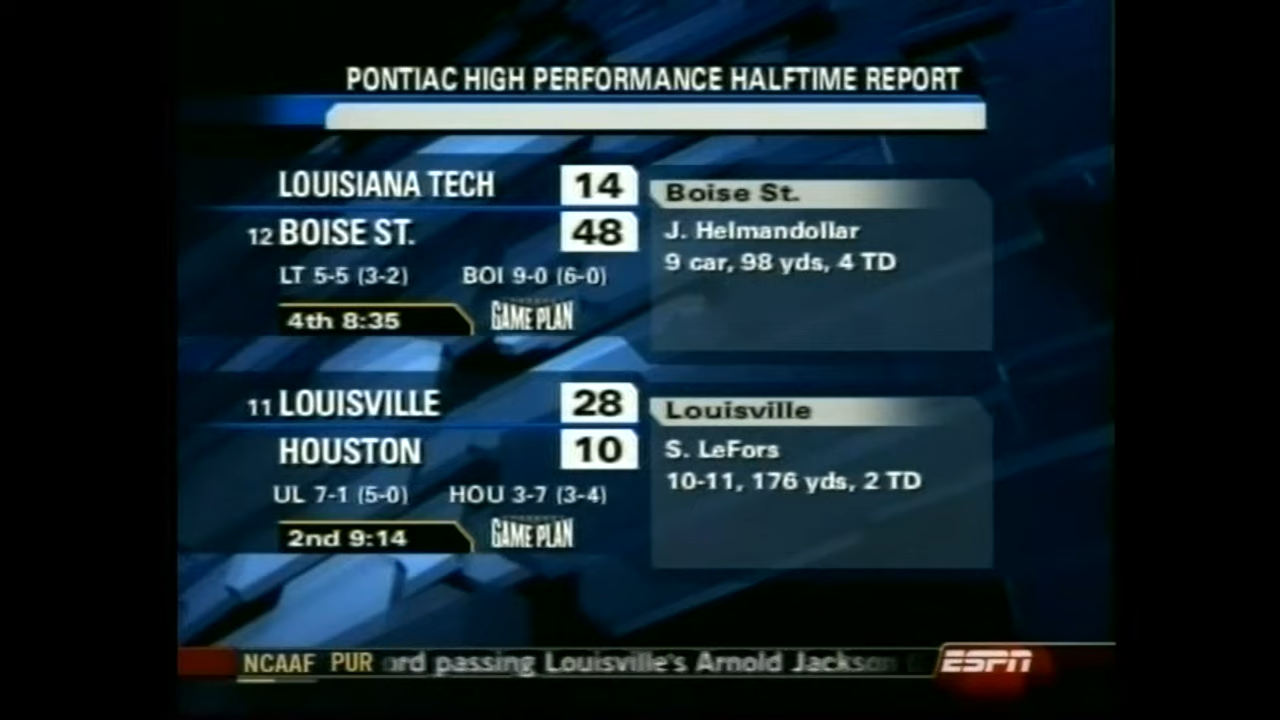 PONTIAC HIGH PERFORMANCE HALFTIME REPORT
LOUISIANA TECH 14
12 BOISE ST. 48
LT 5-5 (3-2) BOI 9-0 (6-0)
4th 8:35 GAME PLAN
Boise St.
J. Helmandollar
9 car, 98 yds, 4 TD
11 LOUISVILLE 28
HOUSTON 10
UL 7-1 (5-0) HOU 3-7 (3-4)
2nd 9:14 GAME PLAN
Louisville
S. LeFors
10-11, 176 yds, 2 TD
NCAAF PUR ord passing Louisville's Arnold Jackson ESPN